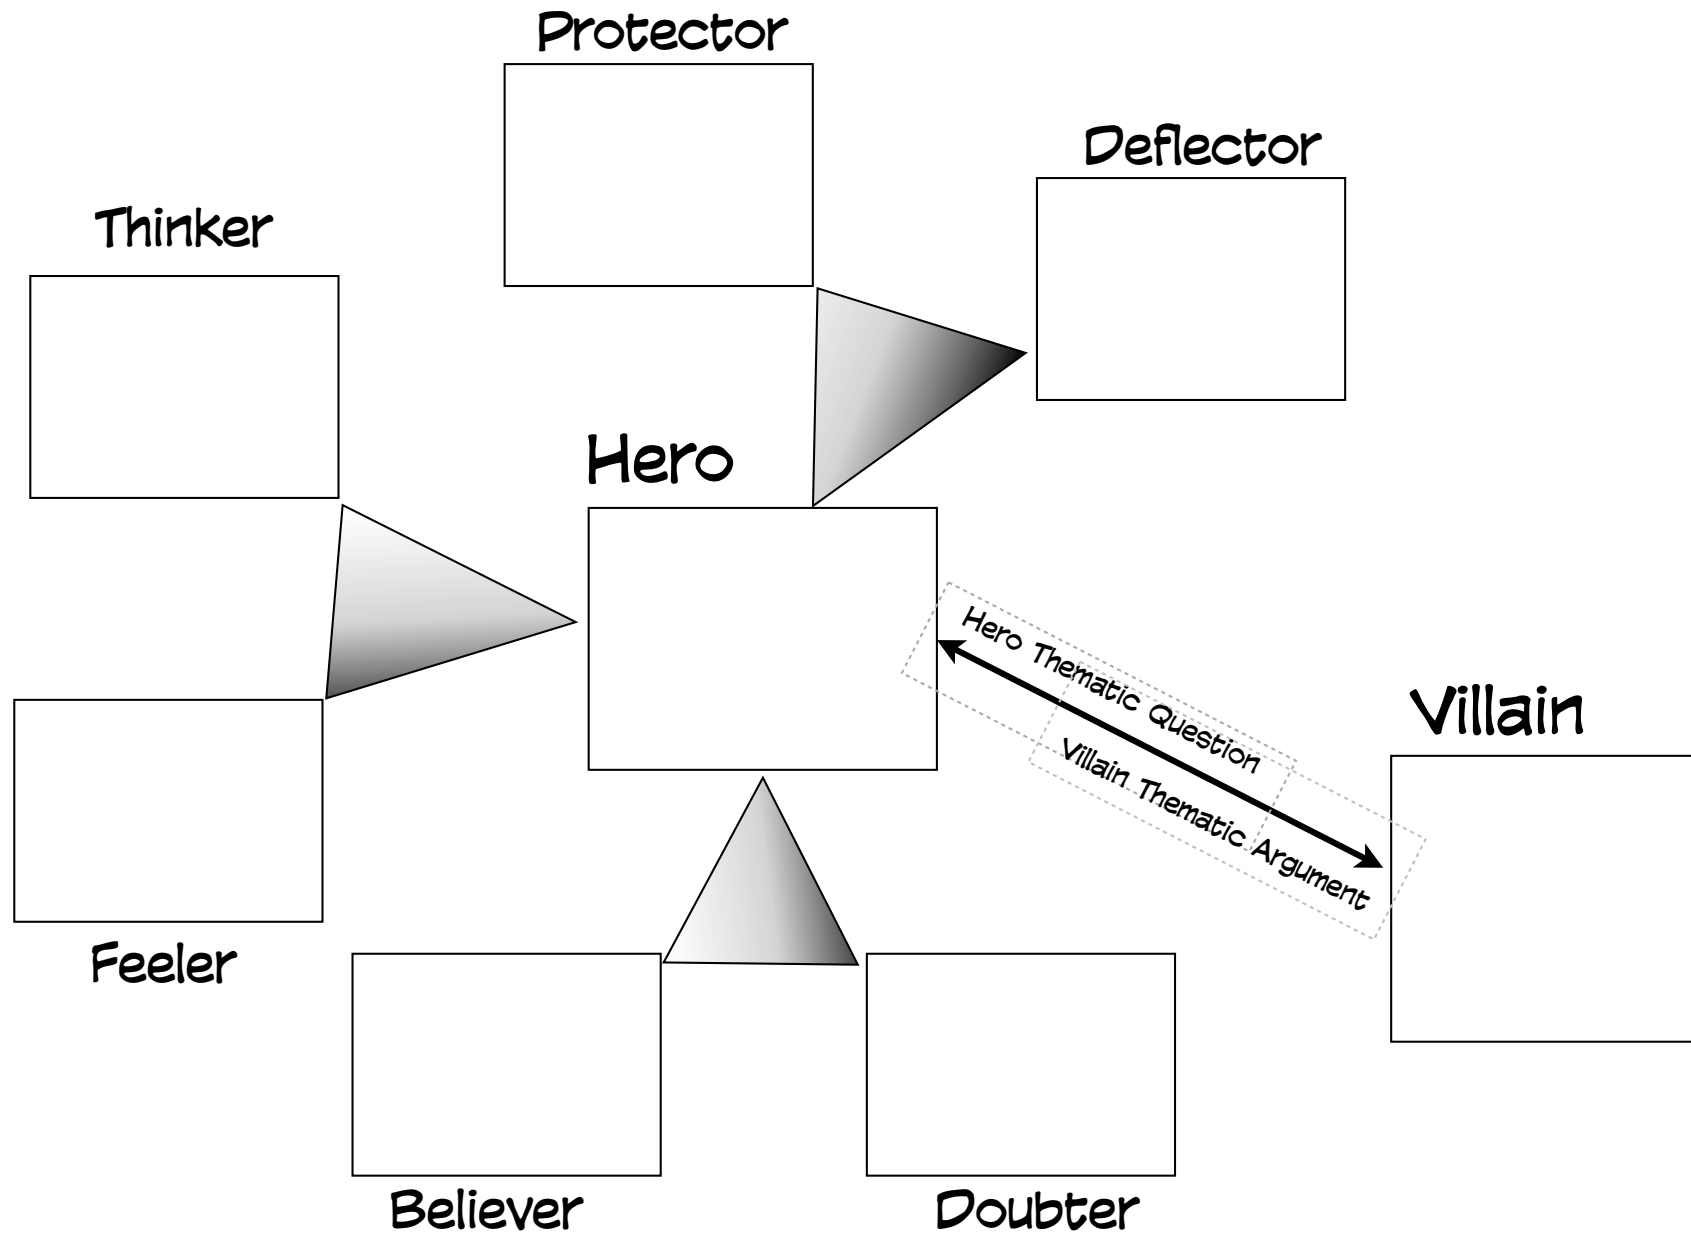 Protector
Deflector
Thinker
Hero
Hero Thematic Question
Villain Thematic Argument
Villain
Feeler
Believer
Doubter